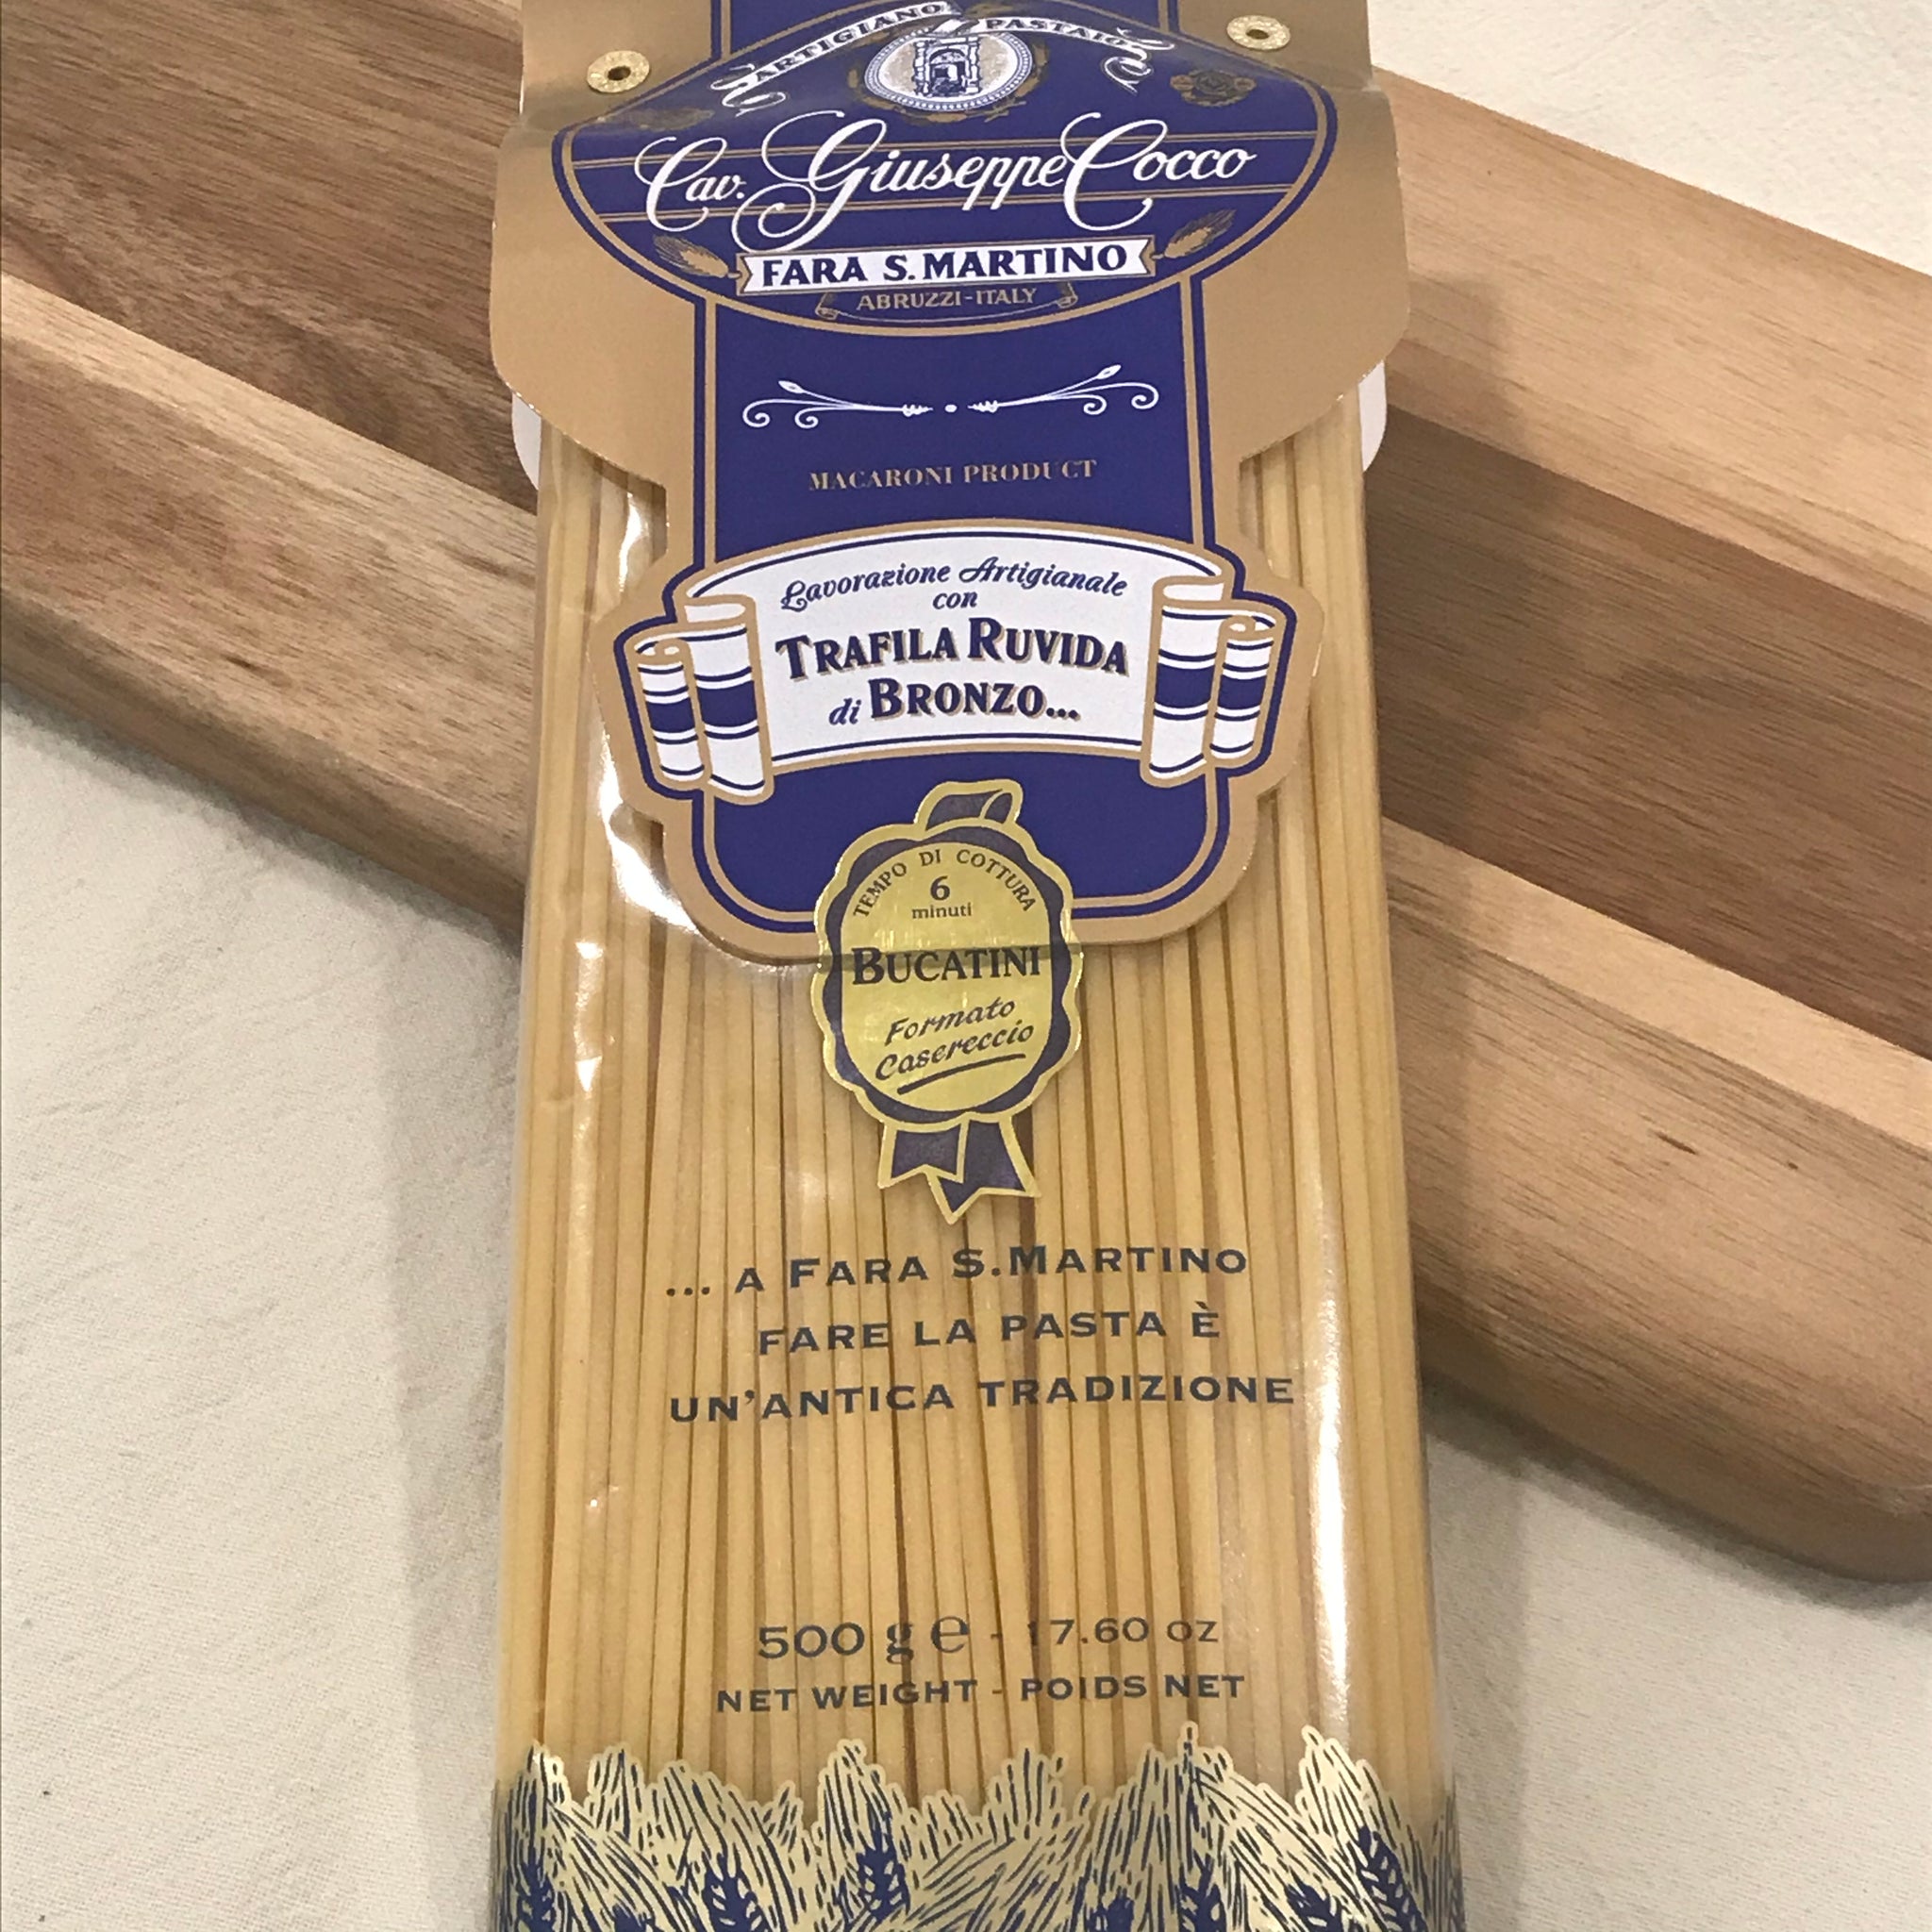 ARTIGIANO PASTAIO
Cav. Giuseppe Cocco
FARA S. MARTINO
ABRUZZI-ITALY
MACARONI PRODUCT
Lavorazione Artigianale
con
TRAFILA RUVIDA
di BRONZO...
TEMPO DI COTTURA
6
minuti
BUCATINI
Formato
Casereccio
... A FARA S.MARTINO
FARE LA PASTA È
UN'ANTICA TRADIZIONE
500 g e - 17.60 OZ
NET WEIGHT - POIDS NET